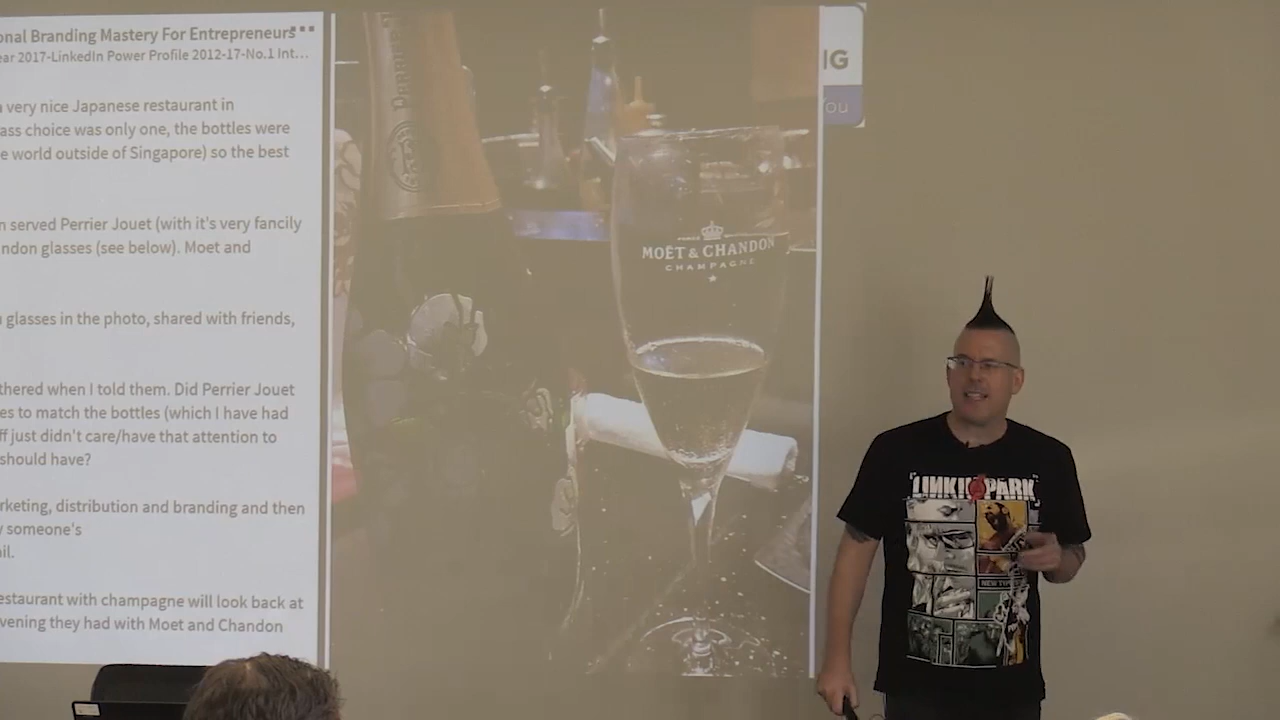 onal Branding Mastery For Entrepreneurs
ear 2017-LinkedIn Power Profile 2012-17-No.1 Int...
very nice Japanese restaurant in
ass choice was only one, the bottles were
e world outside of Singapore) so the best
n served Perrier Jouet (with it's very fancily
ndon glasses (see below). Moet and
glasses in the photo, shared with friends,
thered when I told them. Did Perrier Jouet
es to match the bottles (which I have had
ff just didn't care/have that attention to
should have?
rketing, distribution and branding and then
y someone's
ail.
estaurant with champagne will look back at
vening they had with Moet and Chandon
MOËT & CHANDON
CHAMPAGNE
IG
ou
LINKIN PARK